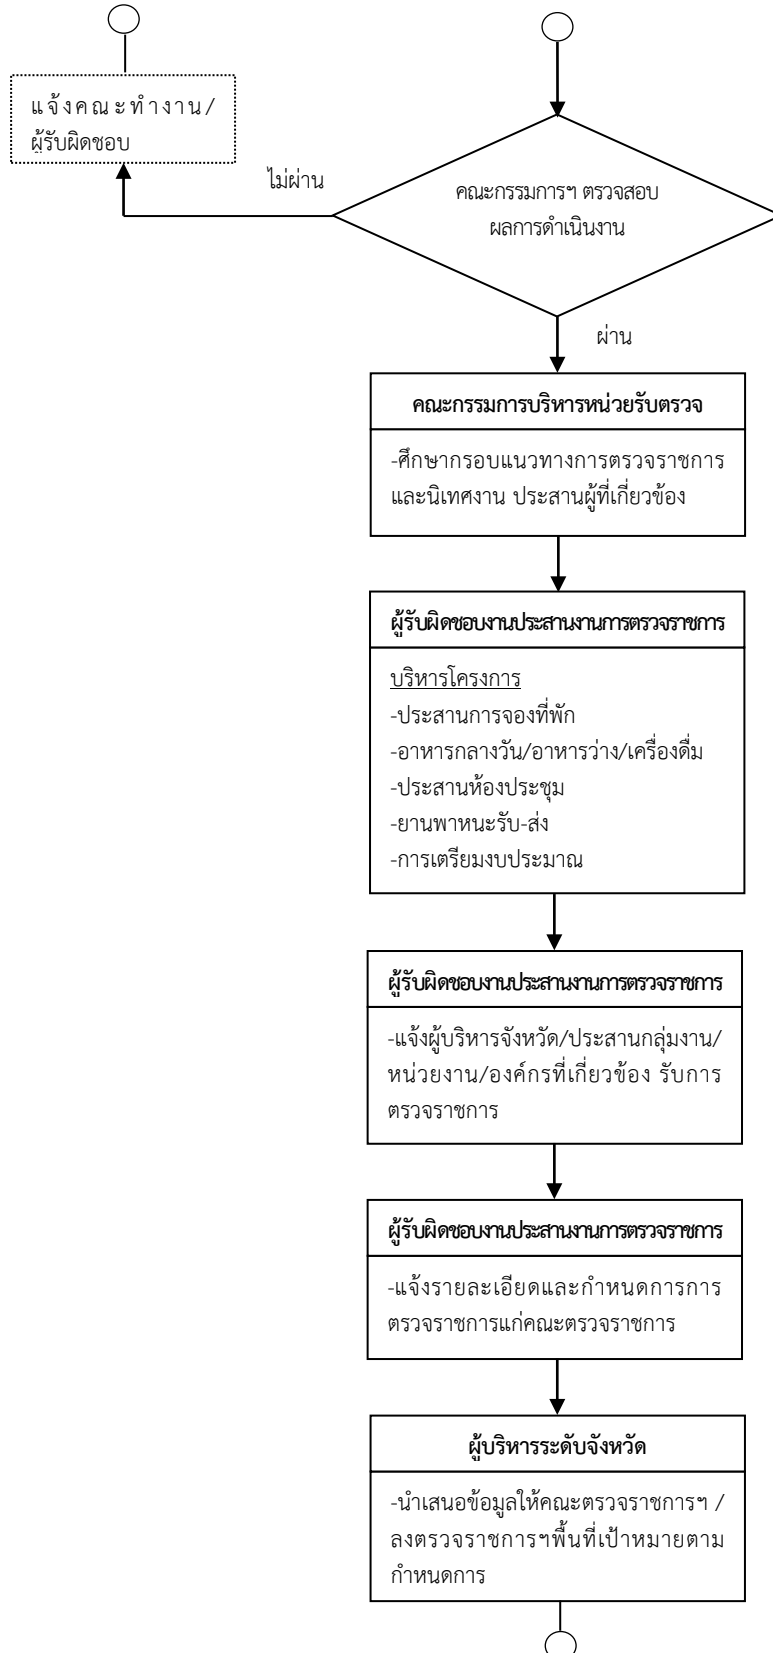 แจ้งคณะทำงาน/
ผู้รับผิดชอบ
ไม่ผ่าน
คณะกรรมการฯ ตรวจสอบ
ผลการดำเนินงาน
ผ่าน
คณะกรรมการบริหารหน่วยรับตรวจ
-ศึกษากรอบแนวทางการตรวจราชการ
และนิเทศงาน ประสานผู้ที่เกี่ยวข้อง
ผู้รับผิดชอบงานประสานงานการตรวจราชการ
บริหารโครงการ
-ประสานการจองที่พัก
-อาหารกลางวัน/อาหารว่าง/เครื่องดื่ม
-ประสานห้องประชุม
-ยานพาหนะรับ-ส่ง
-การเตรียมงบประมาณ
ผู้รับผิดชอบงานประสานงานการตรวจราชการ
-แจ้งผู้บริหารจังหวัด/ประสานกลุ่มงาน/
หน่วยงาน/องค์กรที่เกี่ยวข้อง รับการ
ตรวจราชการ
ผู้รับผิดชอบงานประสานงานการตรวจราชการ
-แจ้งรายละเอียดและกำหนดการการ
ตรวจราชการแก่คณะตรวจราชการ
ผู้บริหารระดับจังหวัด
-นำเสนอข้อมูลให้คณะตรวจราชการฯ /
ลงตรวจราชการฯพื้นที่เป้าหมายตาม
กำหนดการ